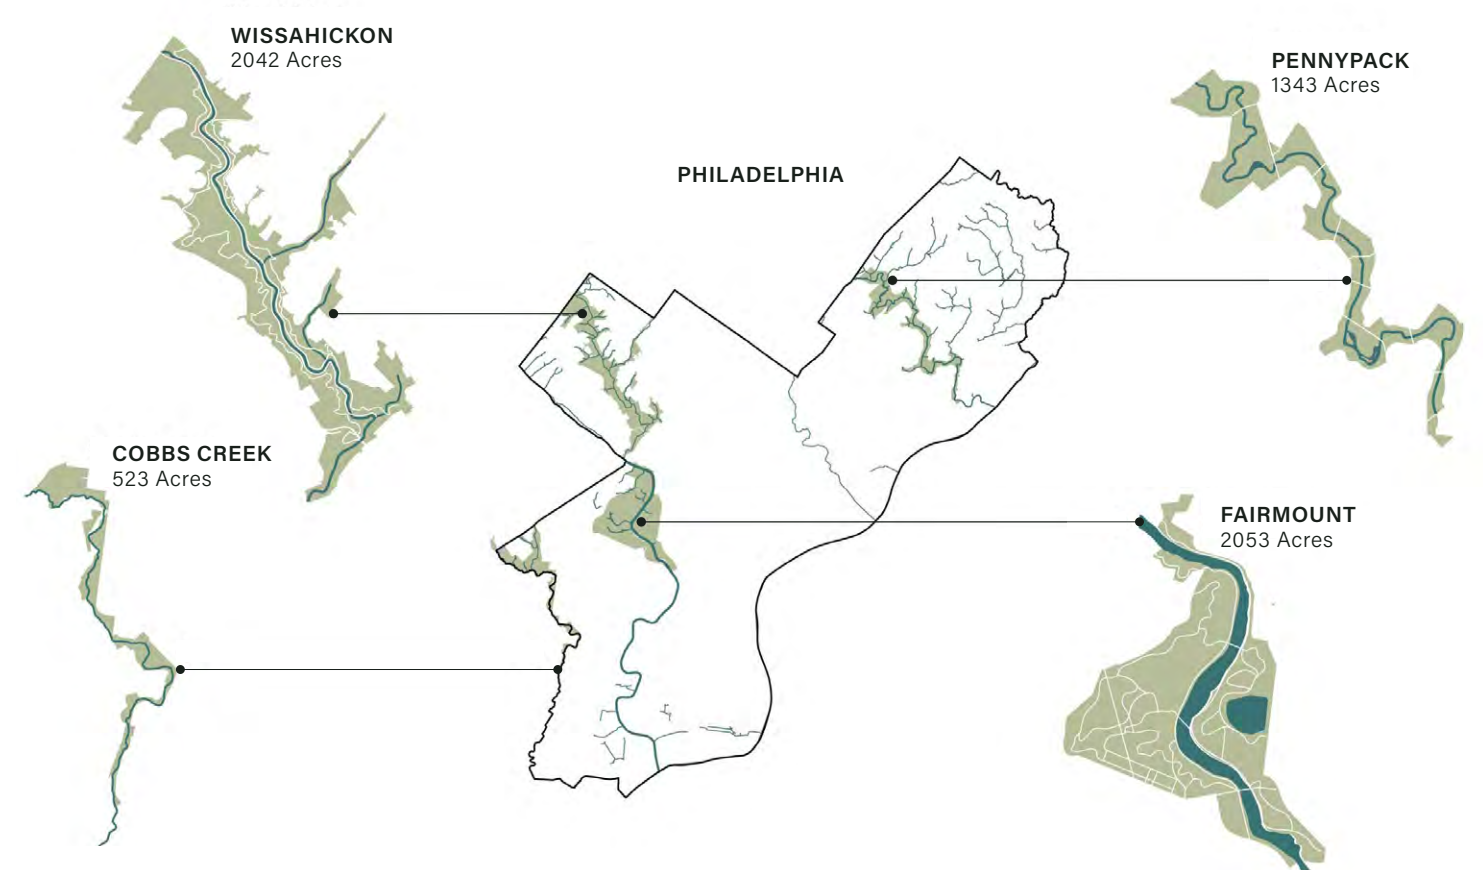 WISSAHICKON
2042 Acres
PENNYPACK
1343 Acres
PHILADELPHIA
COBBS CREEK
523 Acres
FAIRMOUNT
2053 Acres